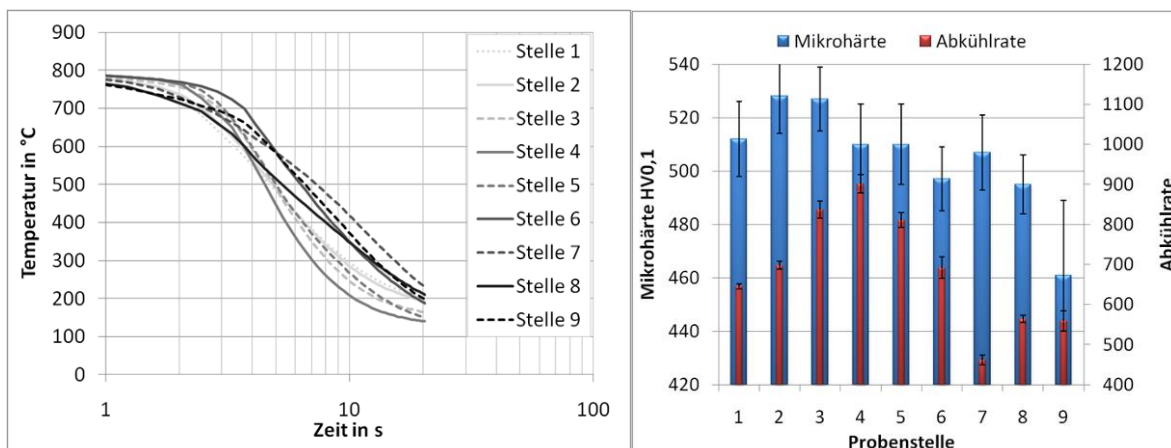 900
800
700
600
500
400
300
200
100
0
Temperatur in °C
1
10
100
Zeit in s
Stelle 1
Stelle 2
Stelle 3
Stelle 4
Stelle 5
Stelle 6
Stelle 7
Stelle 8
Stelle 9
Mikrohärte
Abkühlrate
540
520
500
480
460
440
420
Mikrohärte HV0,1
1200
1100
1000
900
800
700
600
500
400
Abkühlrate
1 2 3 4 5 6 7 8 9
Probenstelle